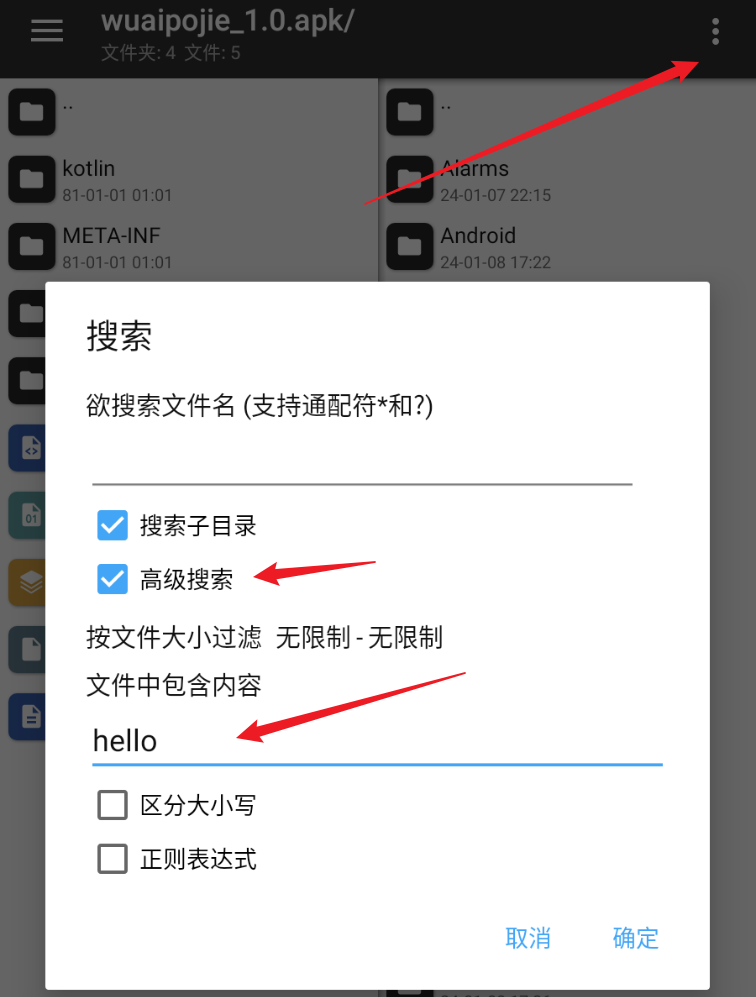 wuaipojie_1.0.apk/
文件夹: 4 文件: 5
..
kotlin
81-01-01 01:01
META-INF
81-01-01 01:01
..
Alarms
24-01-07 22:15
Android
24-01-08 17:22
搜索
欲搜索文件名 (支持通配符*和?)
搜索子目录
高级搜索
按文件大小过滤 无限制 - 无限制
文件中包含内容
hello
区分大小写
正则表达式
取消 确定